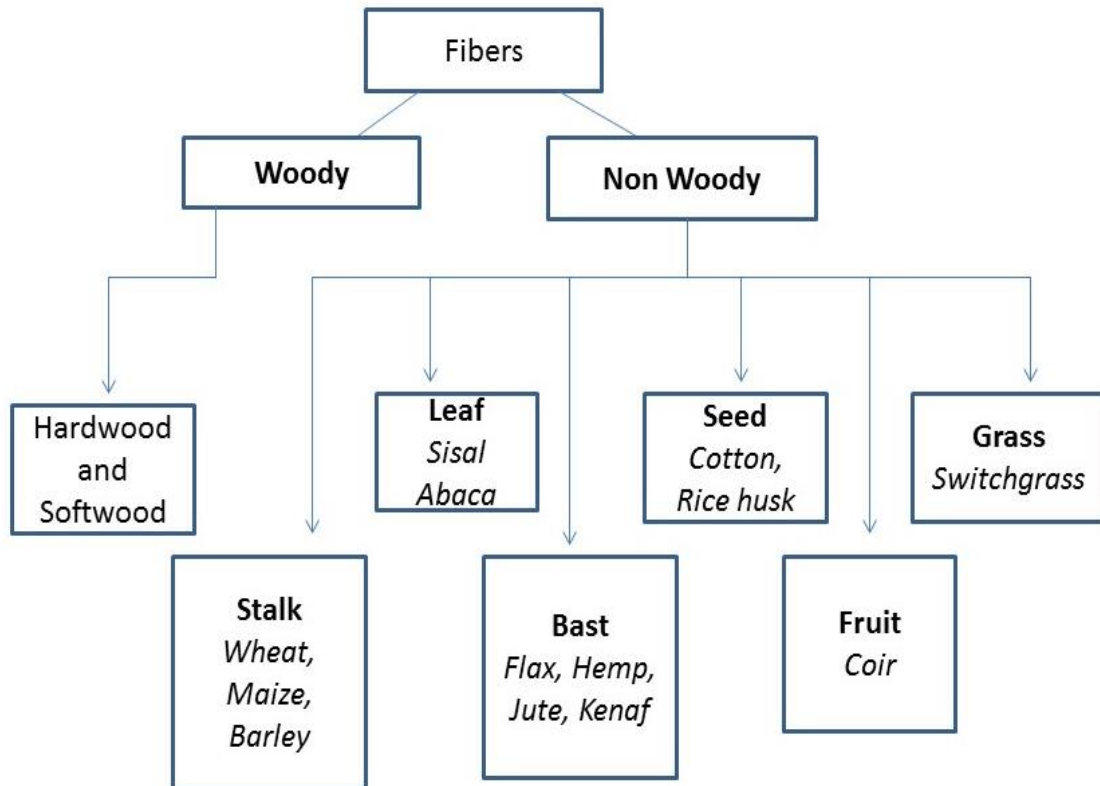 Fibers
Woody
Non Woody
Hardwood
and
Softwood
Leaf
Sisal
Abaca
Seed
Cotton,
Rice husk
Grass
Switchgrass
Stalk
Wheat,
Maize,
Barley
Bast
Flax, Hemp,
Jute, Kenaf
Fruit
Coir